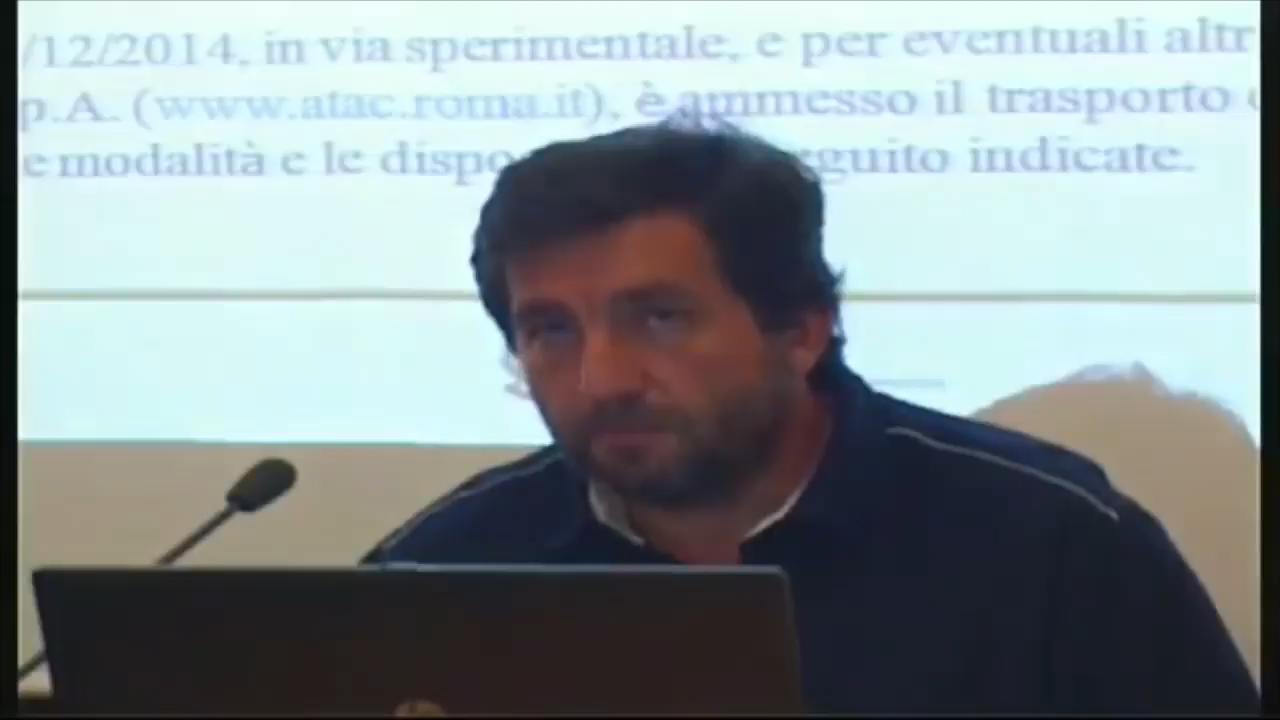 /12/2014, in via sperimentale, e per eventuali altr
p.A. (www.atac.roma.it), è ammesso il trasporto
e modalità e le dispo guito indicate.